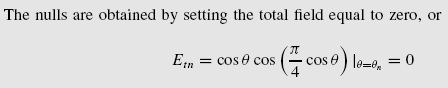 The nulls are obtained by setting the total field equal to zero, or
E_{tn} = cos θ cos (π/4 cos θ) |_{θ=θ_n} = 0